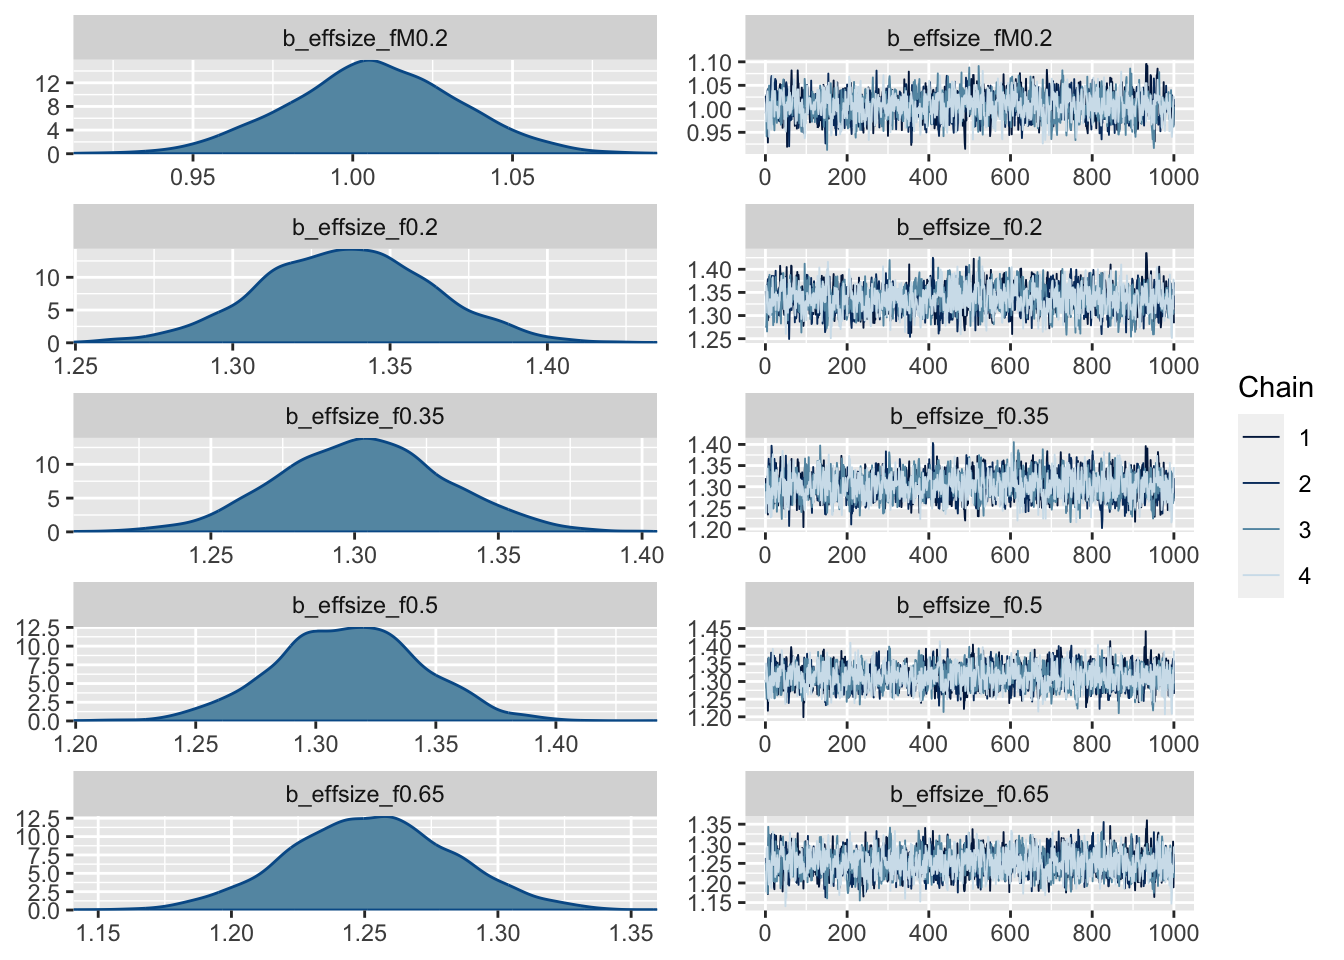 b_effsize_fM0.2
12
8
4
0
0.95 1.00 1.05
b_effsize_fM0.2
1.10
1.05
1.00
0.95
0 200 400 600 800 1000
b_effsize_f0.2
10
5
0
1.25 1.30 1.35 1.40
b_effsize_f0.2
1.40
1.35
1.30
1.25
0 200 400 600 800 1000
b_effsize_f0.35
10
5
0
1.25 1.30 1.35 1.40
b_effsize_f0.35
1.40
1.35
1.30
1.25
1.20
0 200 400 600 800 1000
b_effsize_f0.5
12.5
10.0
7.5
5.0
2.5
0.0
1.20 1.25 1.30 1.35 1.40
b_effsize_f0.5
1.45
1.40
1.35
1.30
1.25
1.20
0 200 400 600 800 1000
b_effsize_f0.65
12.5
10.0
7.5
5.0
2.5
0.0
1.15 1.20 1.25 1.30 1.35
b_effsize_f0.65
1.35
1.30
1.25
1.20
1.15
0 200 400 600 800 1000
Chain
1
2
3
4